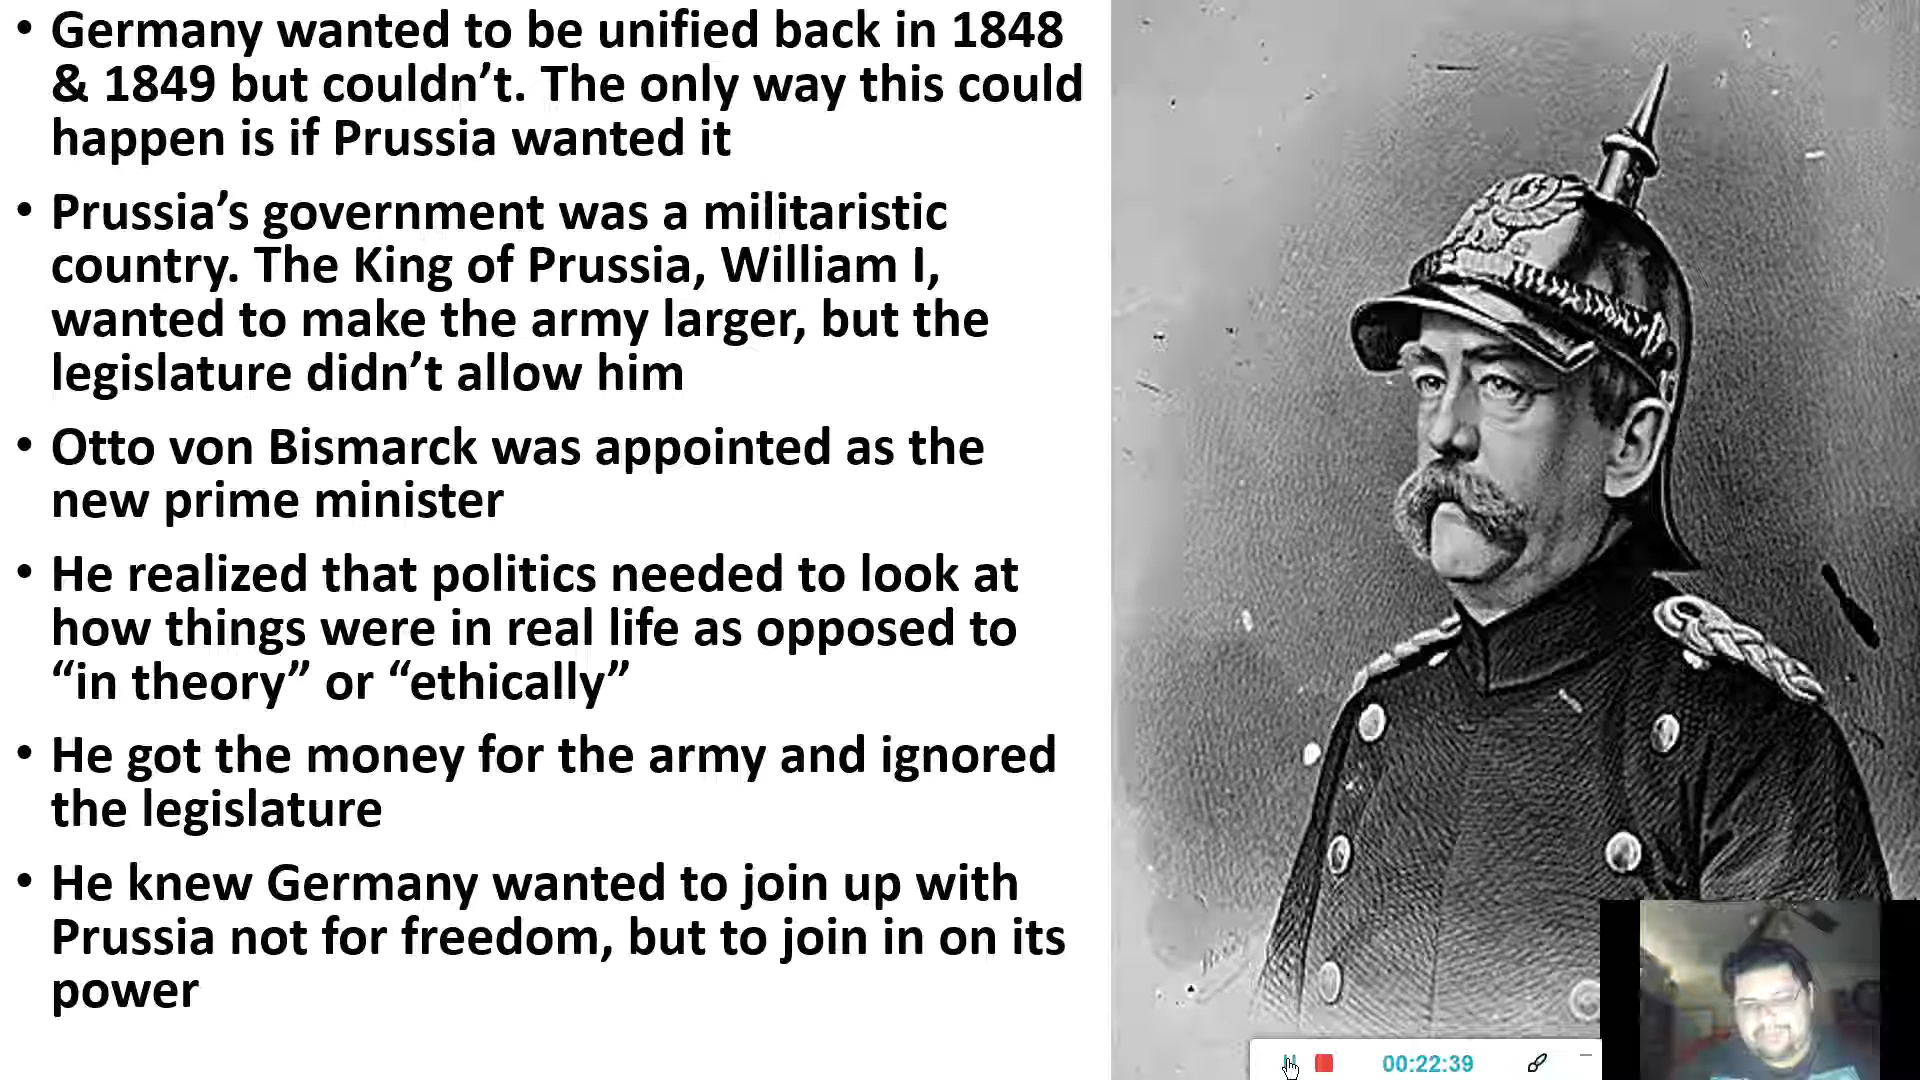 • Germany wanted to be unified back in 1848
& 1849 but couldn’t. The only way this could
happen is if Prussia wanted it
• Prussia’s government was a militaristic
country. The King of Prussia, William I,
wanted to make the army larger, but the
legislature didn’t allow him
• Otto von Bismarck was appointed as the
new prime minister
• He realized that politics needed to look at
how things were in real life as opposed to
“in theory” or “ethically”
• He got the money for the army and ignored
the legislature
• He knew Germany wanted to join up with
Prussia not for freedom, but to join in on its
power
00:22:39